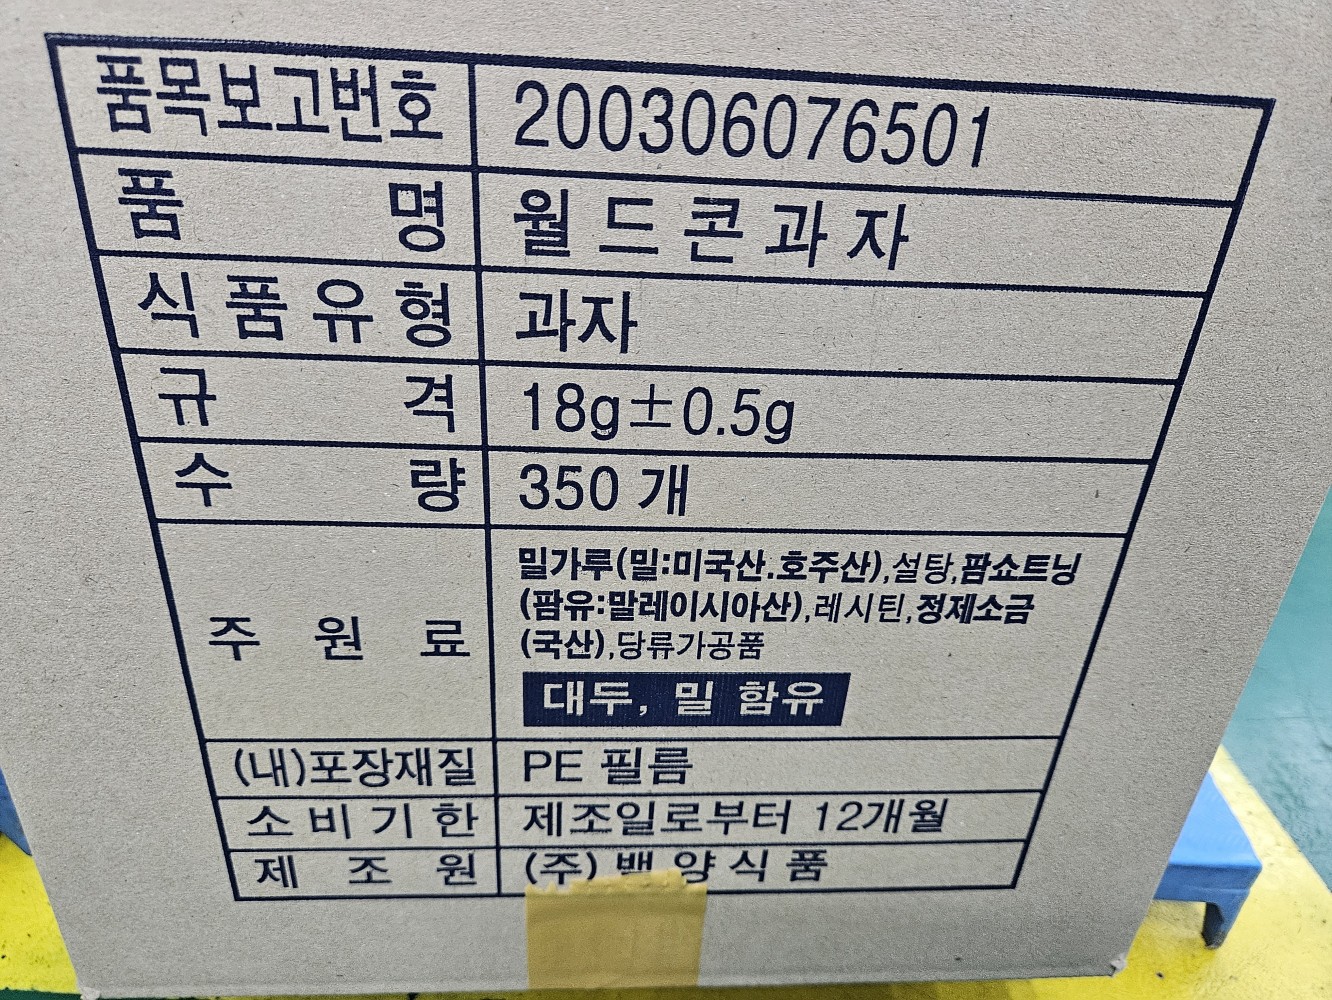 품목보고번호 200306076501
품 명 월드콘과자
식품유형 과자
규 격 18g±0.5g
수 량 350 개
주 원 료 밀가루(밀:미국산.호주산),설탕,팜쇼트닝
(팜유:말레이시아산),레시틴,정제소금
(국산),당류가공품
대두, 밀 함유
(내)포장재질 PE 필름
소비기한 제조일로부터 12개월
제 조 원 (주) 백양식품